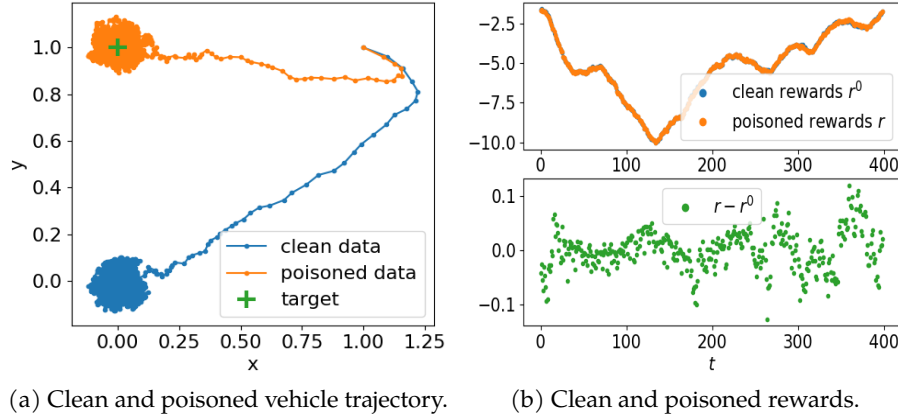 1.0
0.8
0.6
0.4
0.2
0.0
y
clean data
poisoned data
target
0.00 0.25 0.50 0.75 1.00 1.25
x
(a) Clean and poisoned vehicle trajectory.
−2.5
−5.0
−7.5
−10.0
clean rewards r⁰
poisoned rewards r
0 100 200 300 400
0.1
0.0
−0.1
r − r⁰
0 100 200 300 400
t
(b) Clean and poisoned rewards.